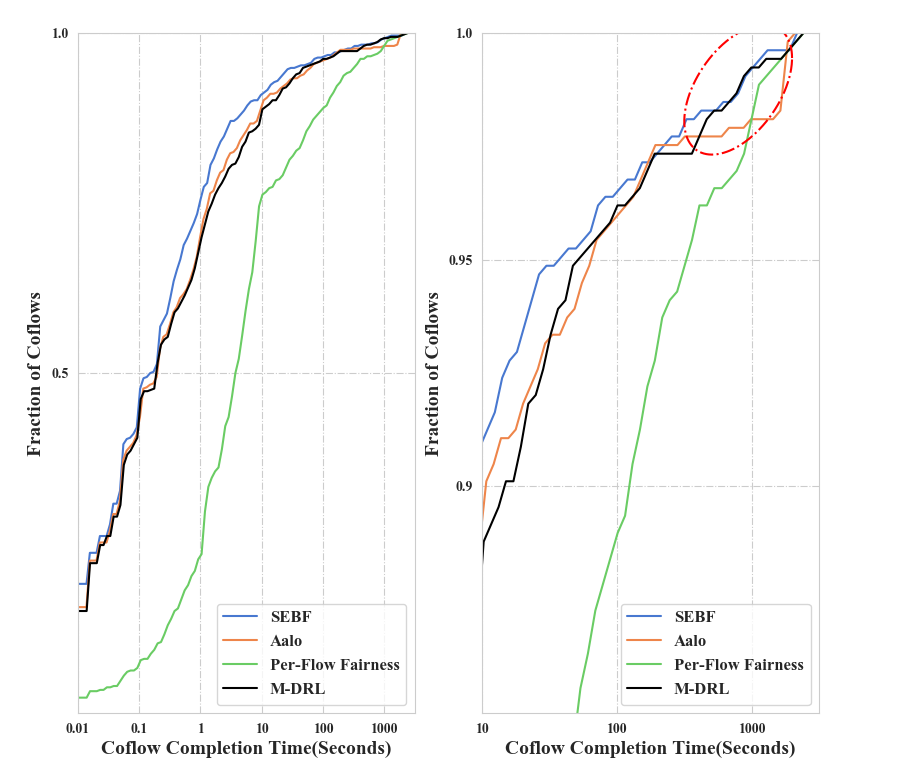 1.0
0.5
Fraction of Coflows
0.01 0.1 1 10 100 1000
Coflow Completion Time(Seconds)
SEBF
Aalo
Per-Flow Fairness
M-DRL
1.0
0.95
0.9
Fraction of Coflows
10 100 1000
Coflow Completion Time(Seconds)
SEBF
Aalo
Per-Flow Fairness
M-DRL